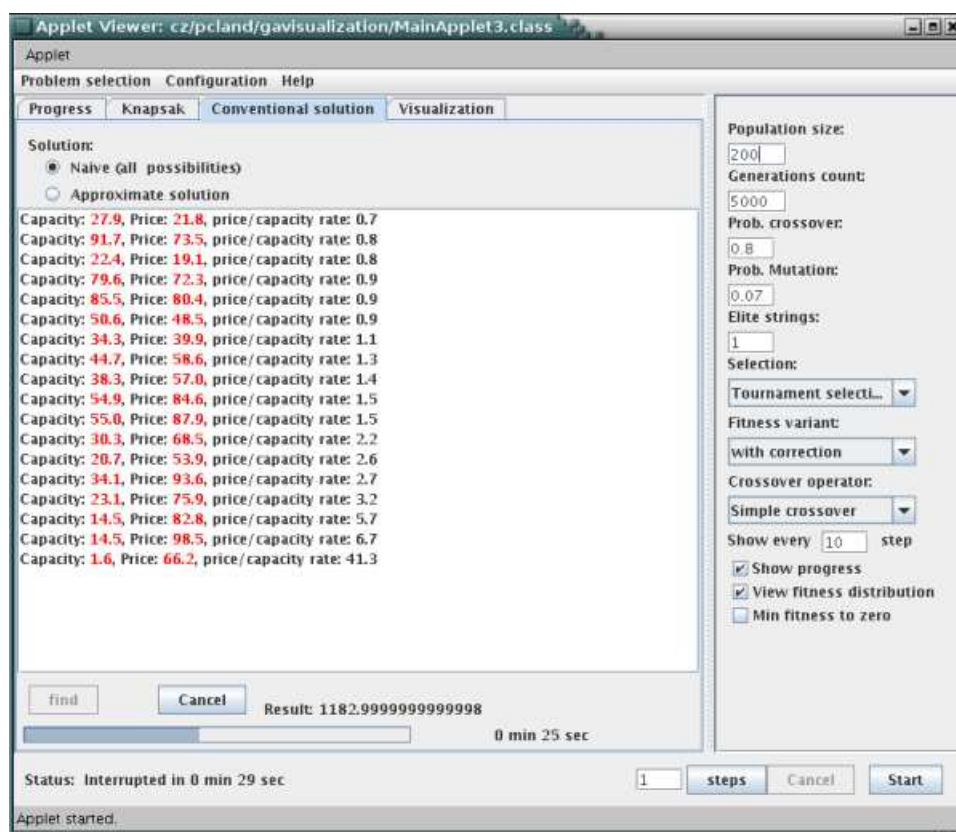 Applet Viewer: cz/pcland/gavisualization/MainApplet3.class
Applet
Problem selection Configuration Help
Progress Knapsak Conventional solution Visualization
Solution:
Naive (all possibilities)
Approximate solution
Capacity: 27.9, Price: 21.8, price/capacity rate: 0.7
Capacity: 91.7, Price: 73.5, price/capacity rate: 0.8
Capacity: 22.4, Price: 19.1, price/capacity rate: 0.8
Capacity: 79.6, Price: 72.3, price/capacity rate: 0.9
Capacity: 85.5, Price: 80.4, price/capacity rate: 0.9
Capacity: 50.6, Price: 48.5, price/capacity rate: 0.9
Capacity: 34.3, Price: 39.9, price/capacity rate: 1.1
Capacity: 44.7, Price: 58.6, price/capacity rate: 1.3
Capacity: 38.3, Price: 57.0, price/capacity rate: 1.4
Capacity: 54.9, Price: 84.6, price/capacity rate: 1.5
Capacity: 55.0, Price: 87.9, price/capacity rate: 1.5
Capacity: 30.3, Price: 68.5, price/capacity rate: 2.2
Capacity: 20.7, Price: 53.9, price/capacity rate: 2.6
Capacity: 34.1, Price: 93.6, price/capacity rate: 2.7
Capacity: 23.1, Price: 75.9, price/capacity rate: 3.2
Capacity: 14.5, Price: 82.8, price/capacity rate: 5.7
Capacity: 14.5, Price: 98.5, price/capacity rate: 6.7
Capacity: 1.6, Price: 66.2, price/capacity rate: 41.3
find Cancel Result: 1182.9999999999998
0 min 25 sec
Population size:
200
Generations count:
5000
Prob. crossover:
0.8
Prob. Mutation:
0.07
Elite strings:
1
Selection:
Tournament selecti...
Fitness variant:
with correction
Crossover operator:
Simple crossover
Show every 10 step
Show progress
View fitness distribution
Min fitness to zero
Status: Interrupted in 0 min 29 sec
1 steps Cancel Start
Applet started.